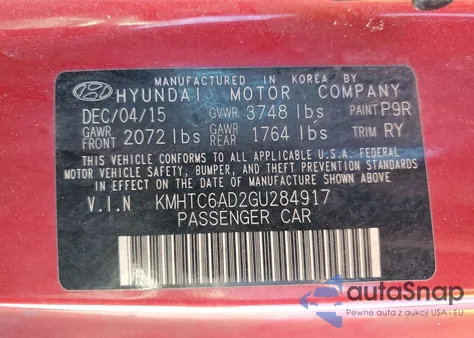 MANUFACTURED IN KOREA BY
HYUNDAI MOTOR COMPANY
DEC/04/15 GVWR 3748 lbs PAINT P9R
GAWR FRONT 2072 lbs GAWR REAR 1764 lbs TRIM RY
THIS VEHICLE CONFORMS TO ALL APPLICABLE U.S.A. FEDERAL
MOTOR VEHICLE SAFETY, BUMPER, AND THEFT PREVENTION STANDARDS
IN EFFECT ON THE DATE OF MANUFACTURE SHOWN ABOVE.
V.I.N KMHTC6AD2GU284917
PASSENGER CAR
autoSnap
Pewne auta z aukcji USA - EU